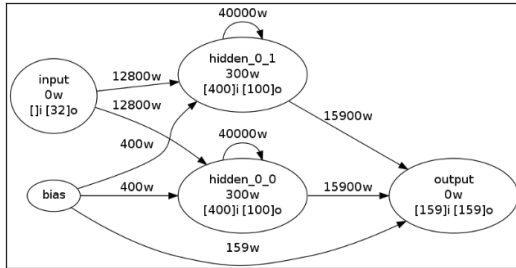 40000w
hidden_0_1
300w
[400]i [100]o
input
0w
[]i [32]o
12800w
12800w
40000w
15900w
400w
hidden_0_0
300w
[400]i [100]o
bias
400w
15900w
output
0w
[159]i [159]o
159w